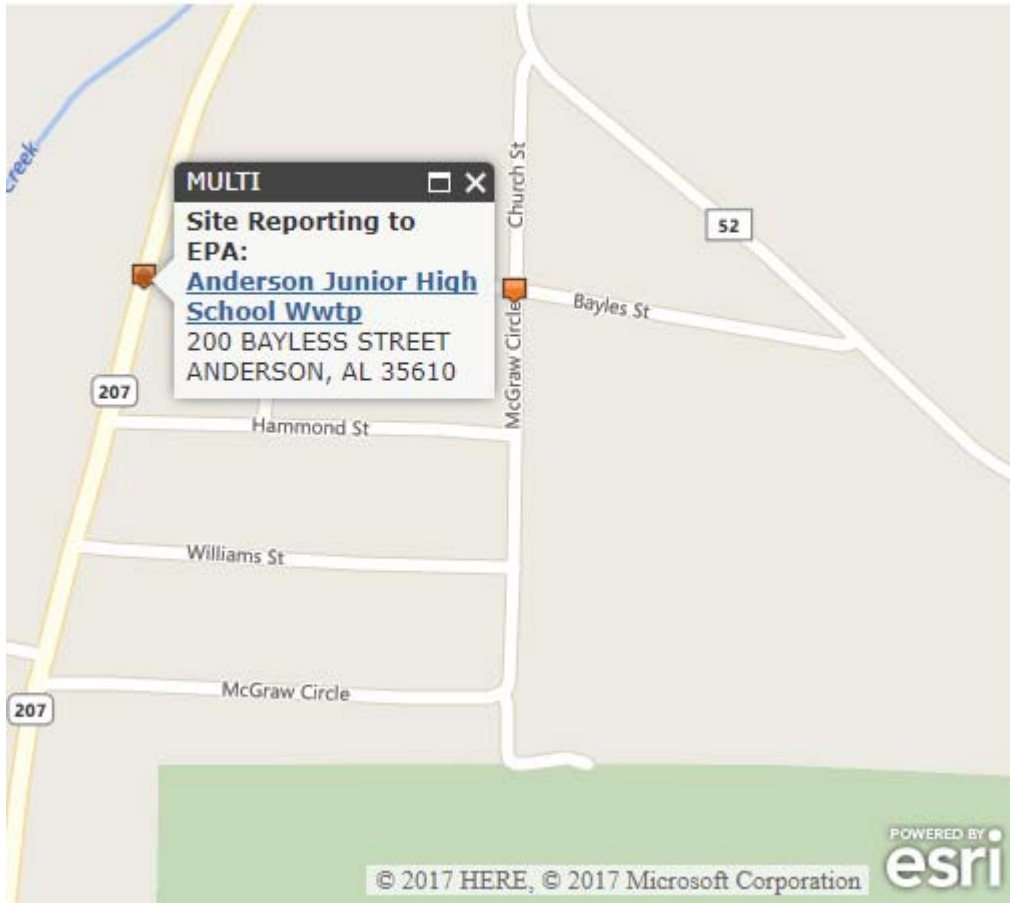 Creek
MULTI
Site Reporting to
EPA:
Anderson Junior High
School Wwtp
200 BAYLESS STREET
ANDERSON, AL 35610
Church St
52
Bayles St
McGraw Circle
207
Hammond St
Williams St
McGraw Circle
207
POWERED BY
esri
© 2017 HERE, © 2017 Microsoft Corporation